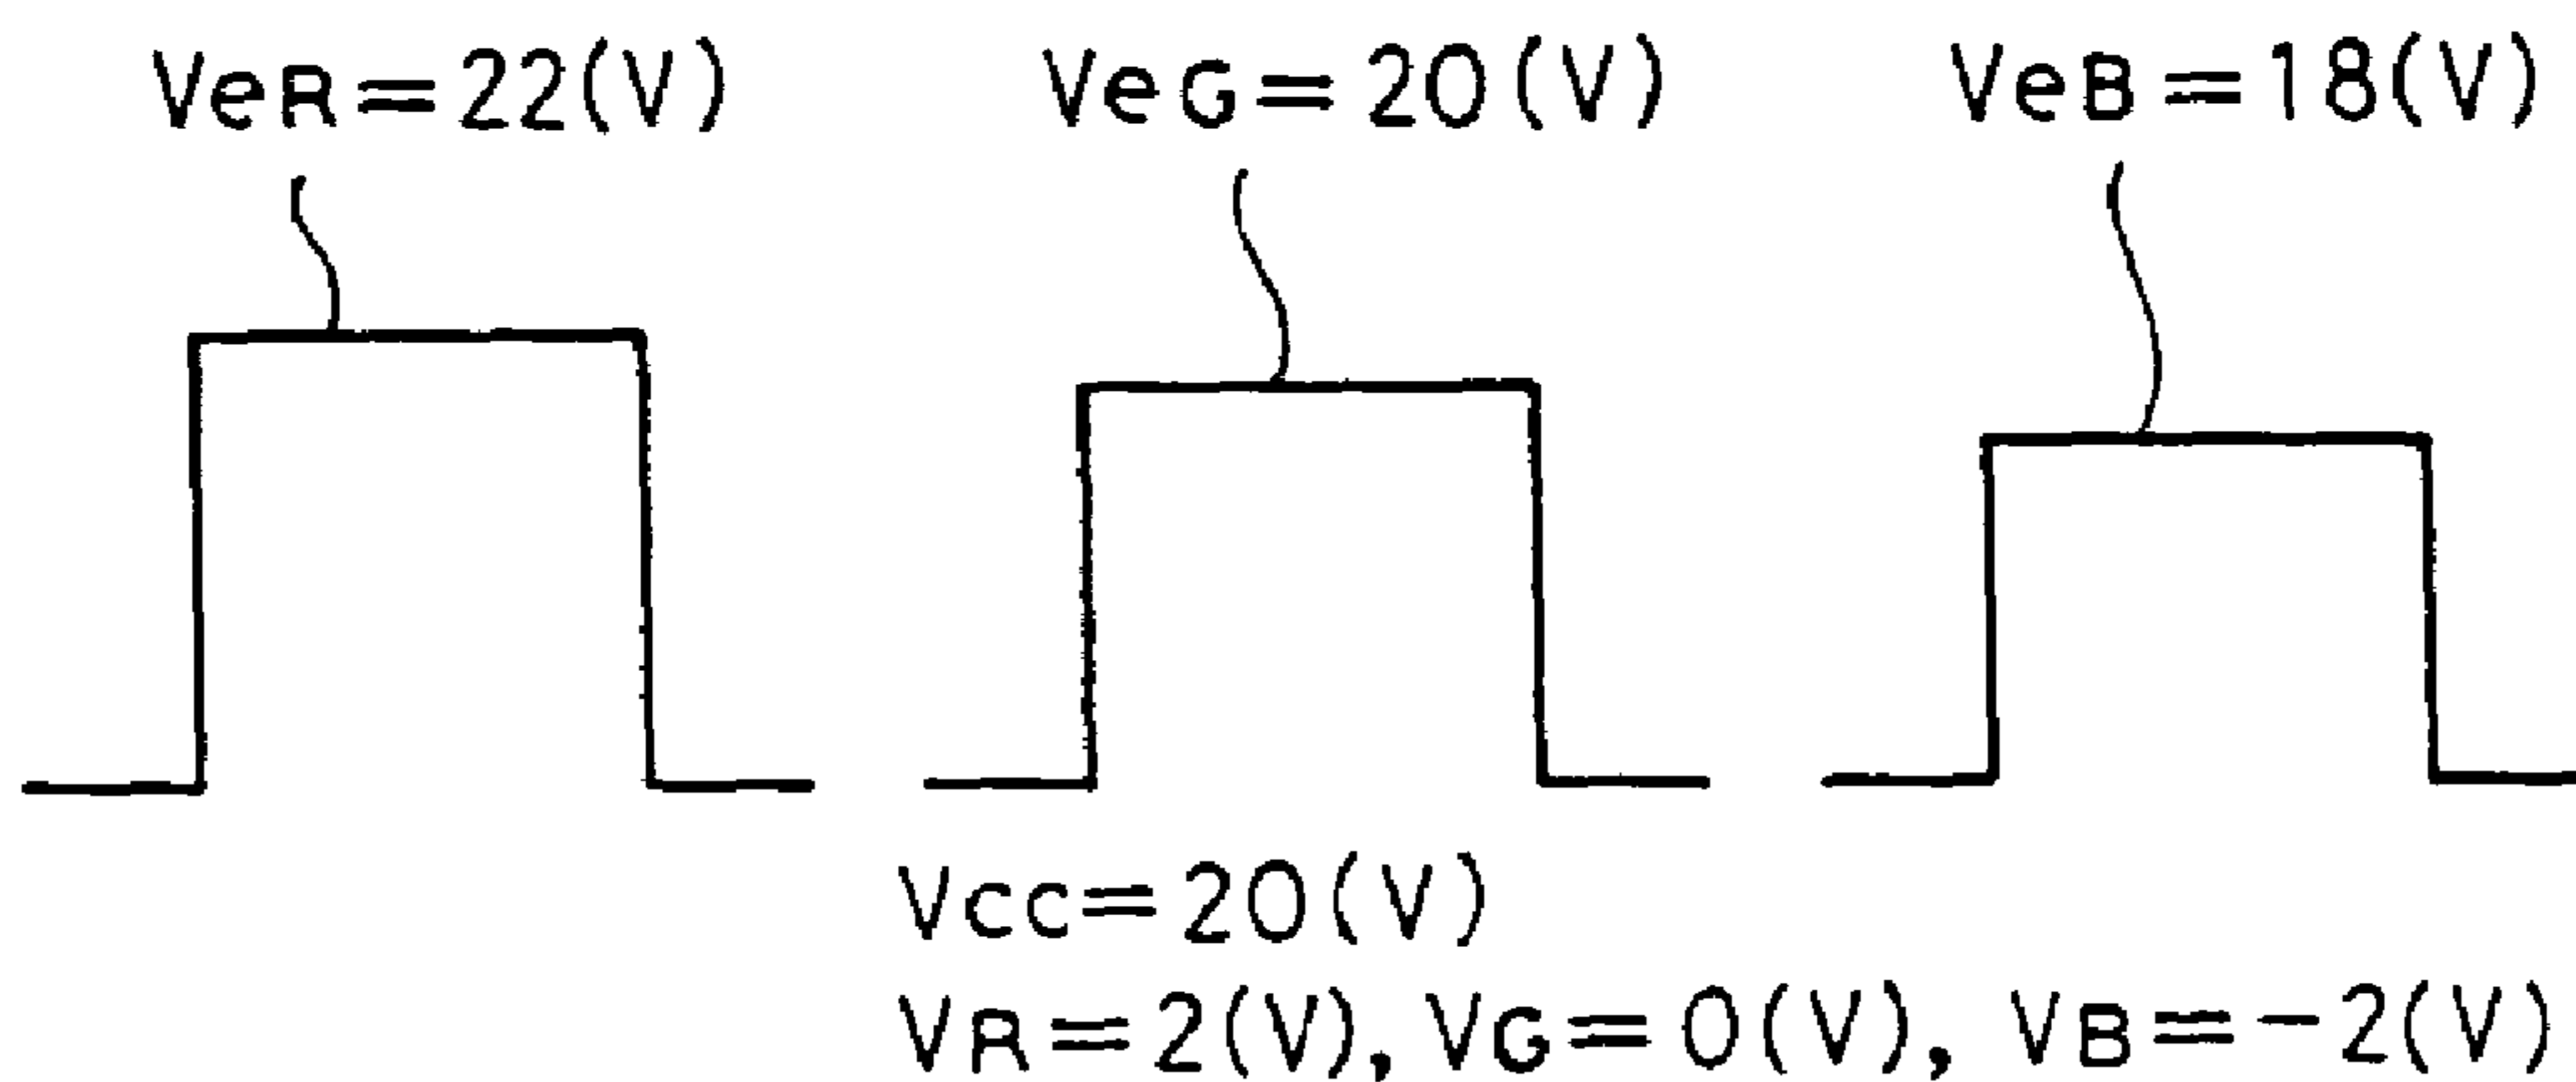 VeR=22(V) VeG=20(V) VeB=18(V)
Vcc=20(V)
VR=2(V), VG=0(V), VB=-2(V)